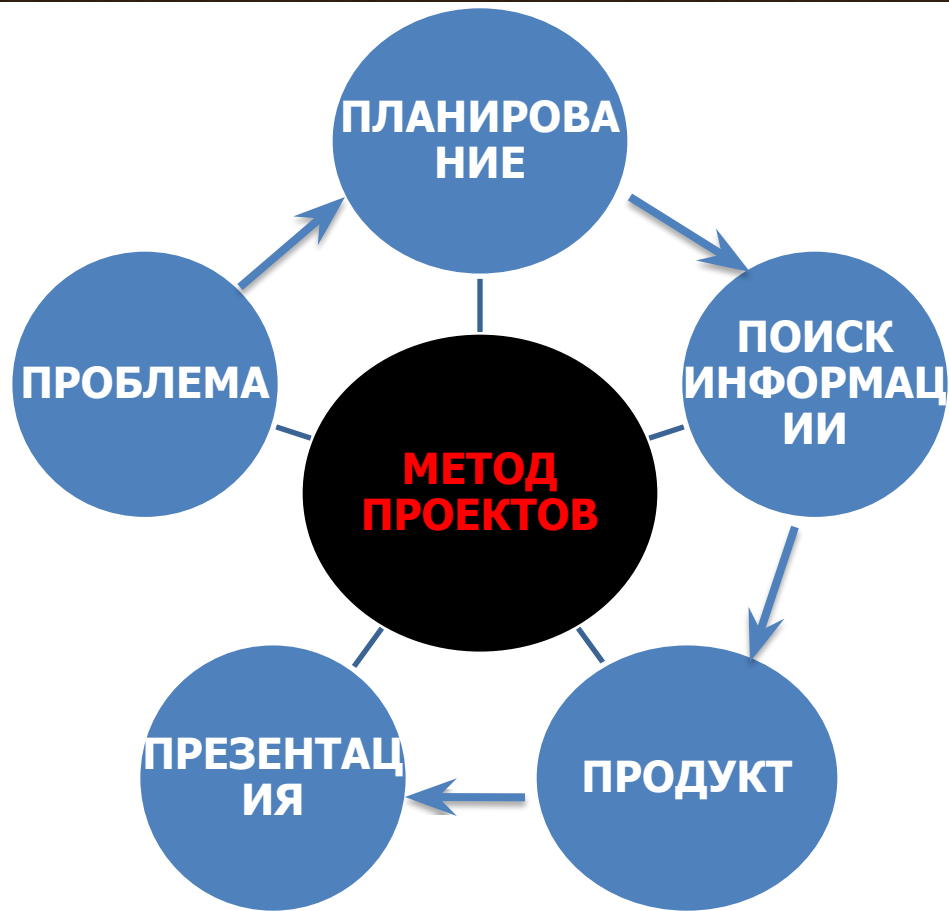 ПЛАНИРОВА
НИЕ
ПРОБЛЕМА
ПОИСК
ИНФОРМАЦ
ИИ
МЕТОД
ПРОЕКТОВ
ПРЕЗЕНТАЦ
ИЯ
ПРОДУКТ